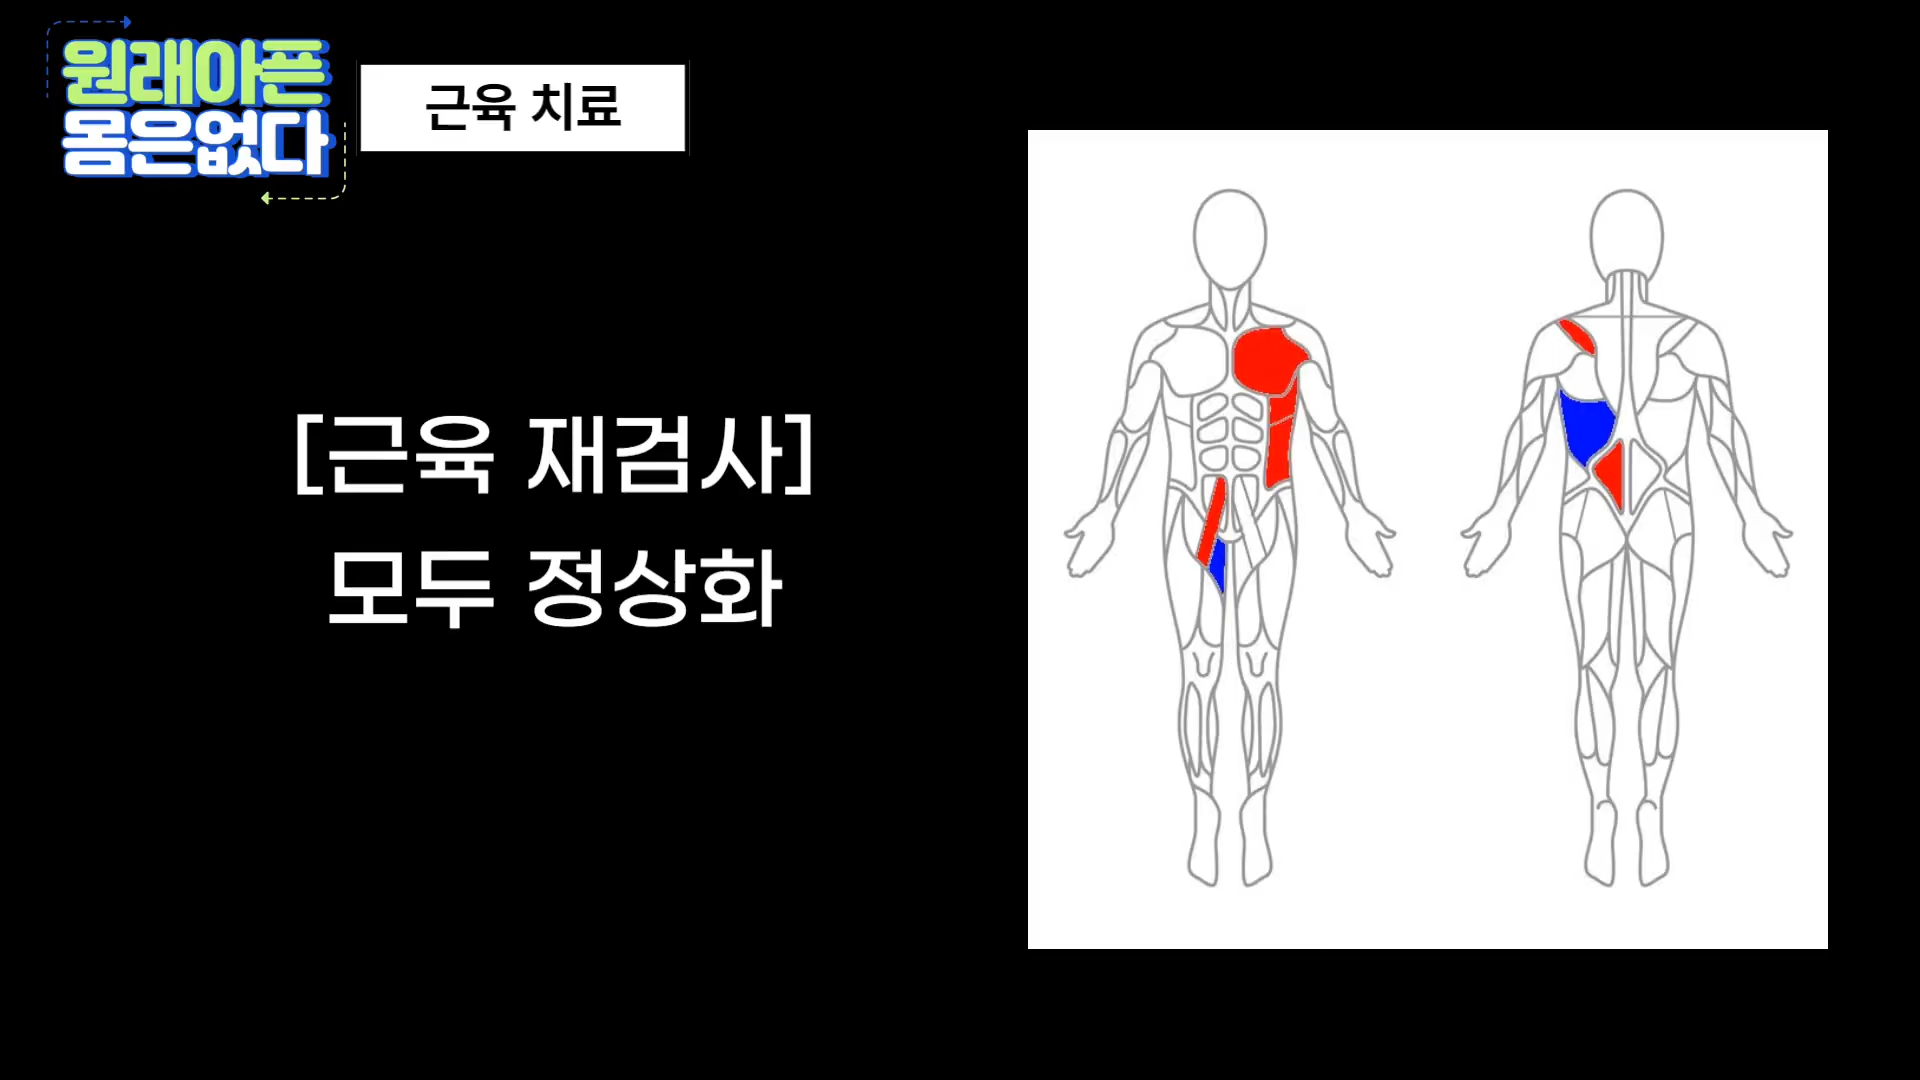 원래아픈
몸은없다
근육 치료
[근육 재검사]
모두 정상화